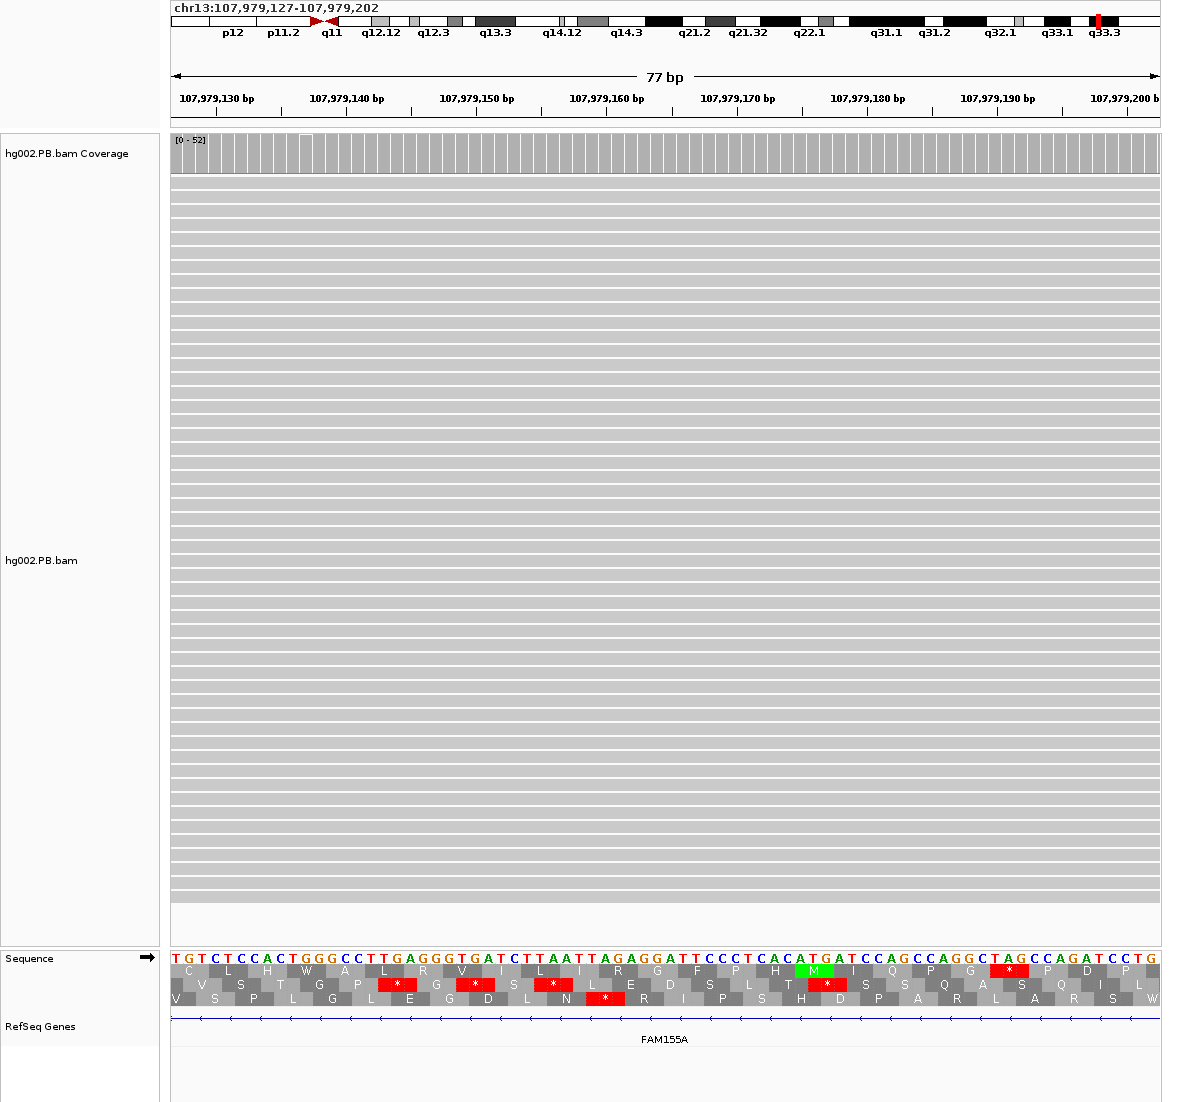 chr13:107,979,127-107,979,202
p12 p11.2 q11 q12.12 q12.3 q13.3 q14.12 q14.3 q21.2 q21.32 q22.1 q31.1 q31.2 q32.1 q33.1 q33.3
77 bp
107,979,130 bp 107,979,140 bp 107,979,150 bp 107,979,160 bp 107,979,170 bp 107,979,180 bp 107,979,190 bp 107,979,200 b
[0 - 52]
hg002.PB.bam Coverage
hg002.PB.bam
Sequence TGTCTCCACTGGGCCTTGAGGGTGATCTTAATTAGAGGATTCCCTCACATGATCCAGCCAGGCTAGCCAGATCCTG
C L H W A L R V I L I R G F P H M I Q P G * P D P
V S T G P * G * S * L E D S L T * S S Q A S Q I L
V S P L G L E G D L N * R I P S H D P A R L A R S W
RefSeq Genes
FAM155A